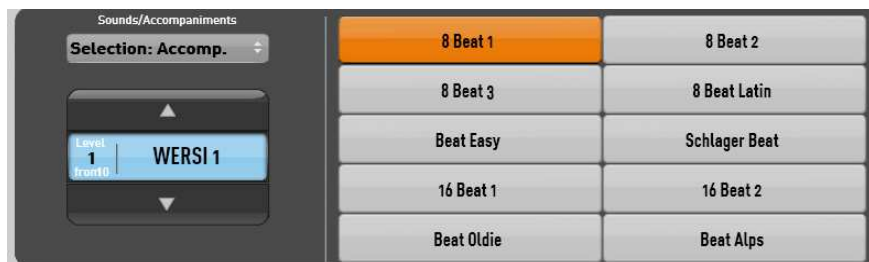 Sounds/Accompaniments
Selection: Accomp.
Level
1
from10
WERSI 1
8 Beat 1
8 Beat 2
8 Beat 3
8 Beat Latin
Beat Easy
Schlager Beat
16 Beat 1
16 Beat 2
Beat Oldie
Beat Alps